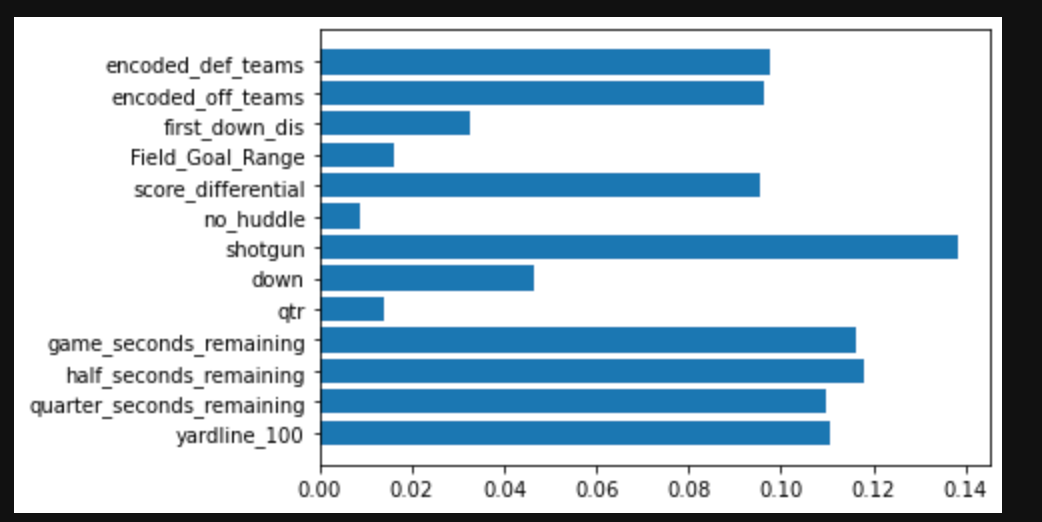 encoded_def_teams
encoded_off_teams
first_down_dis
Field_Goal_Range
score_differential
no_huddle
shotgun
down
qtr
game_seconds_remaining
half_seconds_remaining
quarter_seconds_remaining
yardline_100
0.00 0.02 0.04 0.06 0.08 0.10 0.12 0.14